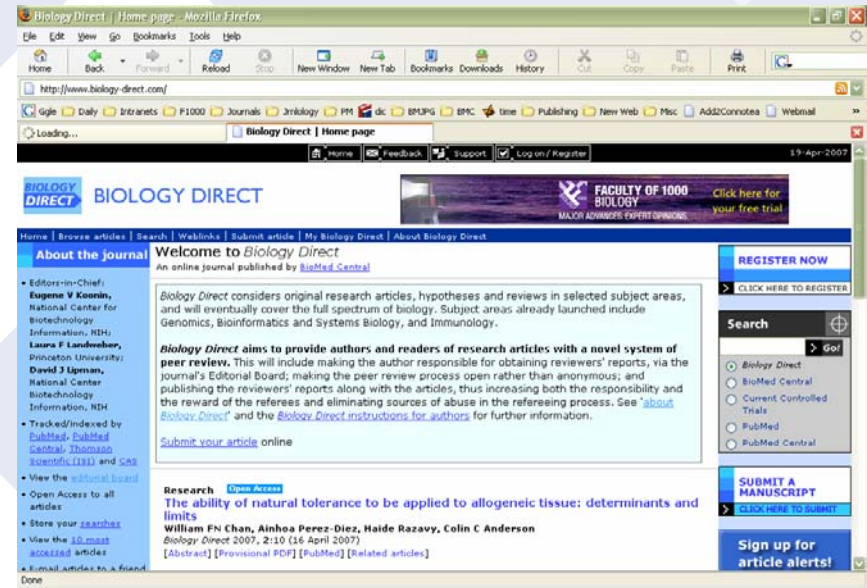 Biology Direct | Home page - Mozilla Firefox
File Edit View Go Bookmarks Tools Help
Home Back Forward Reload Stop New Window New Tab Bookmarks Downloads History Cut Copy Paste Print
http://www.biology-direct.com/
Ggle Daily Intranets F1000 Journals Jrnlology PM dc BMJPG BMC time Publishing New Web Misc Add2Connotea Webmail »
Loading... Biology Direct | Home page
Home Feedback Support Log on / Register 19-Apr-2007
BIOLOGY
DIRECT
BIOLOGY DIRECT
FACULTY OF 1000
BIOLOGY
MAJOR ADVANCES. EXPERT OPINIONS.
Click here for
your free trial
Home | Browse articles | Search | Weblinks | Submit article | My Biology Direct | About Biology Direct
About the journal
• Editors-in-Chief:
Eugene V Koonin,
National Center for
Biotechnology
Information, NIH;
Laura F Landweber,
Princeton University;
David J Lipman,
National Center
Biotechnology
Information, NIH
• Tracked/Indexed by
PubMed, PubMed
Central, Thomson
Scientific (ISI) and CAS
• View the editorial board
• Open Access to all
articles
• Store your searches
• View the 10 most
accessed articles
• E-mail articles to a friend
Welcome to Biology Direct
An online journal published by BioMed Central
Biology Direct considers original research articles, hypotheses and reviews in selected subject areas,
and will eventually cover the full spectrum of biology. Subject areas already launched include
Genomics, Bioinformatics and Systems Biology, and Immunology.
Biology Direct aims to provide authors and readers of research articles with a novel system of
peer review. This will include making the author responsible for obtaining reviewers' reports, via the
journal's Editorial Board; making the peer review process open rather than anonymous; and
publishing the reviewers' reports along with the articles, thus increasing both the responsibility and
the reward of the referees and eliminating sources of abuse in the refereeing process. See 'about
Biology Direct' and the Biology Direct instructions for authors for further information.
Submit your article online
Research Open Access
The ability of natural tolerance to be applied to allogeneic tissue: determinants and
limits
William FN Chan, Ainhoa Perez-Diez, Haide Razavy, Colin C Anderson
Biology Direct 2007, 2:10 (16 April 2007)
[Abstract] [Provisional PDF] [PubMed] [Related articles]
REGISTER NOW
CLICK HERE TO REGISTER
Search
Go!
Biology Direct
BioMed Central
Current Controlled
Trials
PubMed
PubMed Central
SUBMIT A
MANUSCRIPT
CLICK HERE TO SUBMIT
Sign up for
article alerts!
Done